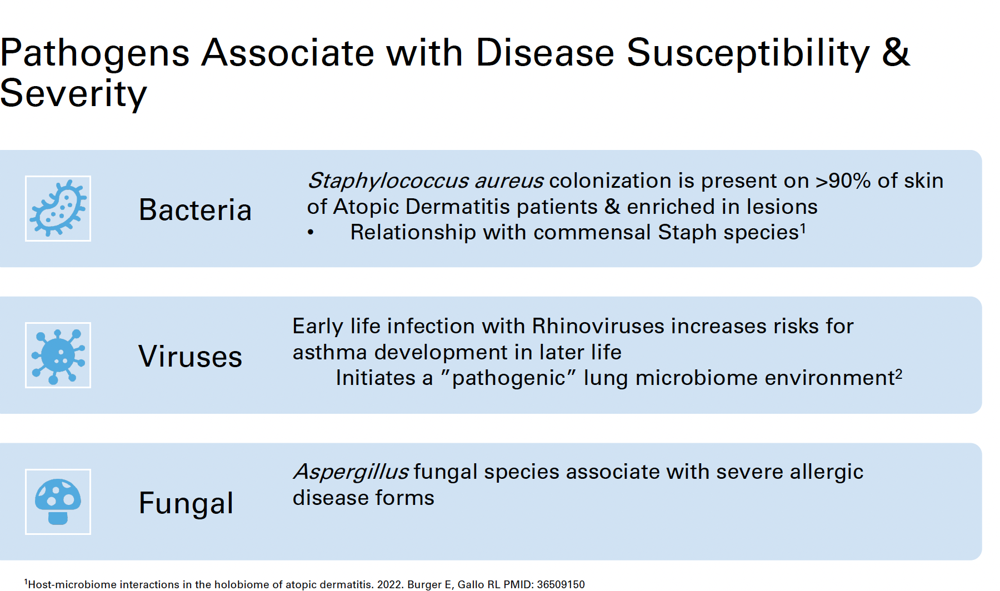 Pathogens Associate with Disease Susceptibility &
Severity
Bacteria
Staphylococcus aureus colonization is present on >90% of skin
of Atopic Dermatitis patients & enriched in lesions
• Relationship with commensal Staph species¹
Viruses
Early life infection with Rhinoviruses increases risks for
asthma development in later life
Initiates a ”pathogenic” lung microbiome environment²
Fungal
Aspergillus fungal species associate with severe allergic
disease forms
¹Host-microbiome interactions in the holobiome of atopic dermatitis. 2022. Burger E, Gallo RL PMID: 36509150